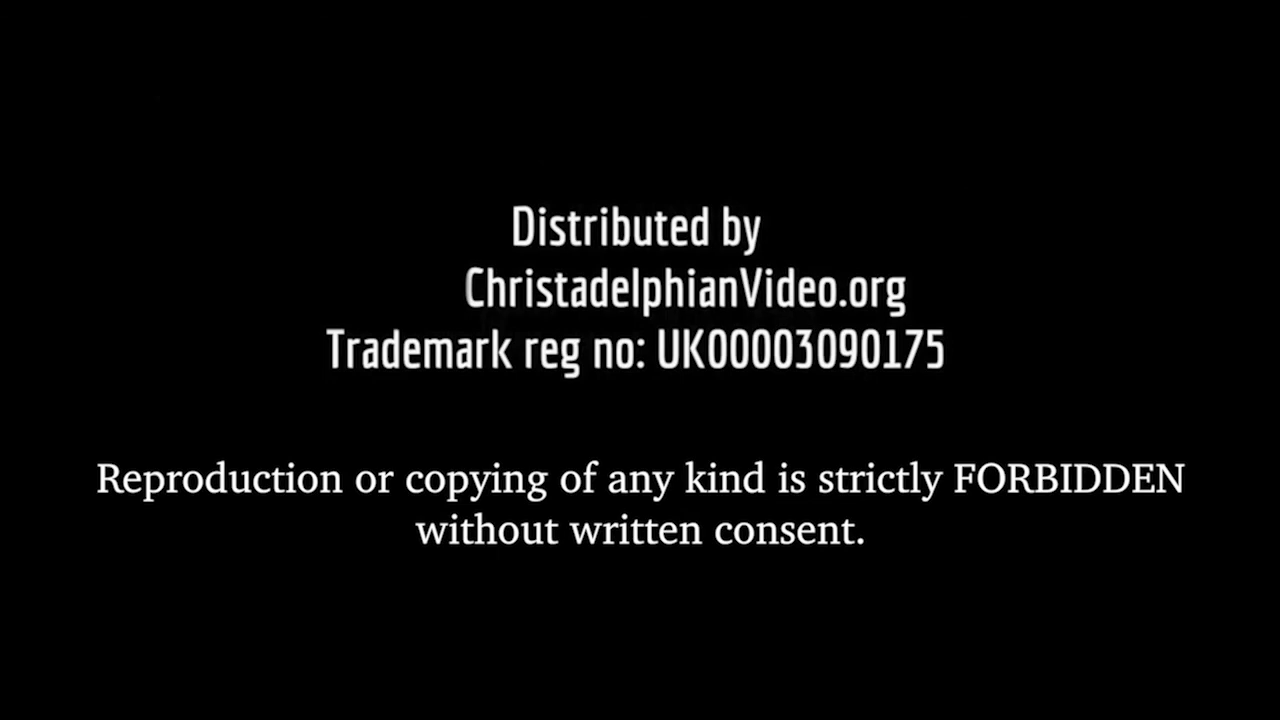 Distributed by
ChristadelphianVideo.org
Trademark reg no: UK00003090175
Reproduction or copying of any kind is strictly FORBIDDEN
without written consent.